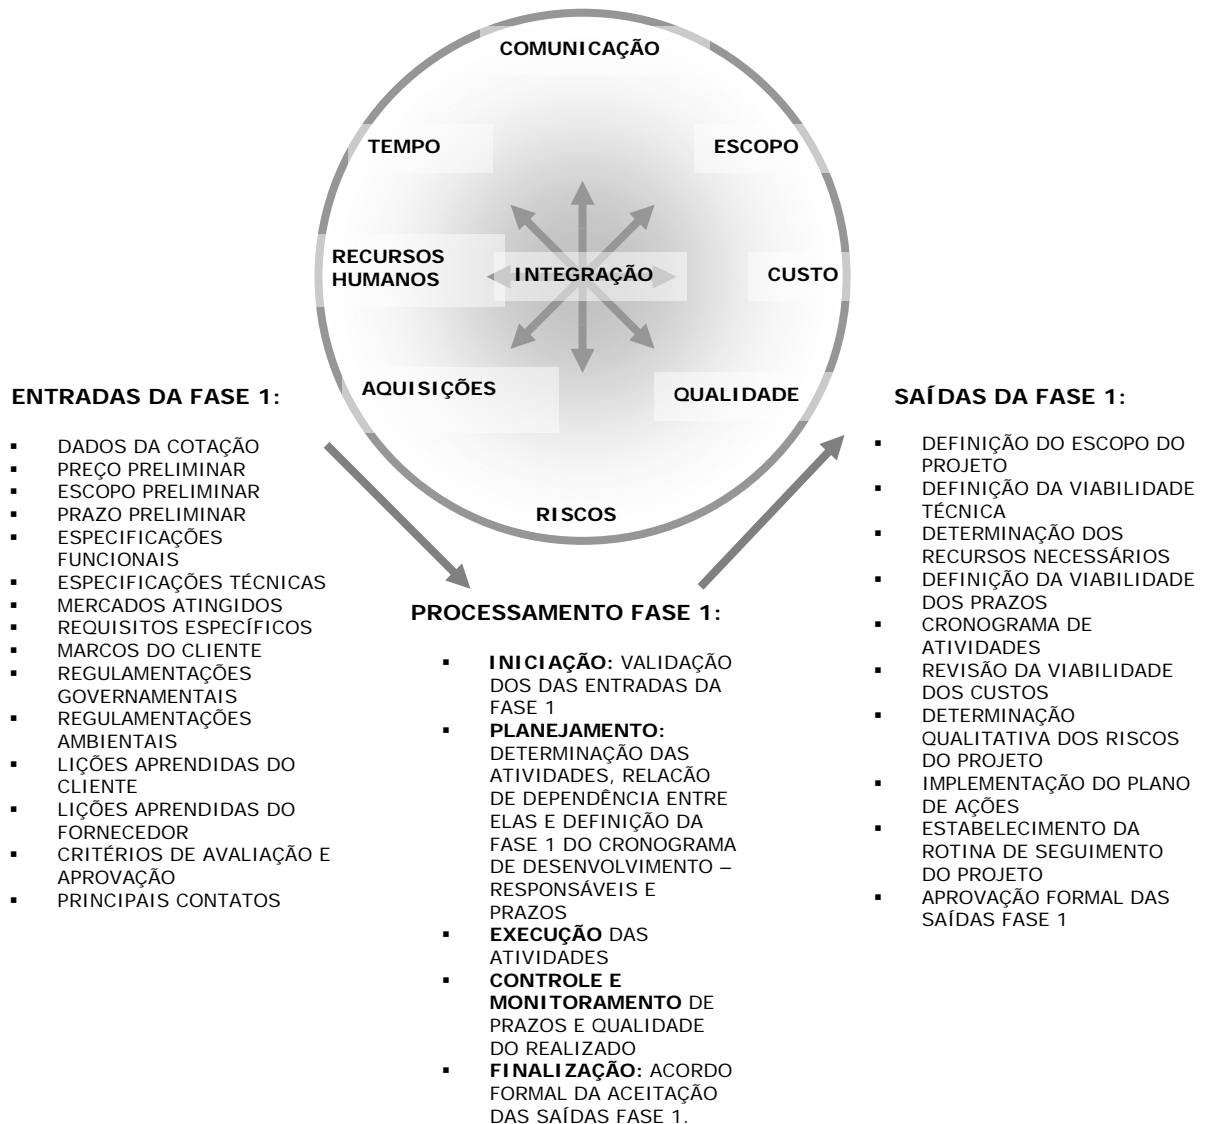 COMUNICAÇÃO
TEMPO
ESCOPO
RECURSOS
HUMANOS
INTEGRAÇÃO
CUSTO
AQUISIÇÕES
QUALIDADE
RISCOS
ENTRADAS DA FASE 1:
▪ DADOS DA COTAÇÃO
▪ PREÇO PRELIMINAR
▪ ESCOPO PRELIMINAR
▪ PRAZO PRELIMINAR
▪ ESPECIFICAÇÕES
FUNCIONAIS
▪ ESPECIFICAÇÕES TÉCNICAS
▪ MERCADOS ATINGIDOS
▪ REQUISITOS ESPECÍFICOS
▪ MARCOS DO CLIENTE
▪ REGULAMENTAÇÕES
GOVERNAMENTAIS
▪ REGULAMENTAÇÕES
AMBIENTAIS
▪ LIÇÕES APRENDIDAS DO
CLIENTE
▪ LIÇÕES APRENDIDAS DO
FORNECEDOR
▪ CRITÉRIOS DE AVALIAÇÃO E
APROVAÇÃO
▪ PRINCIPAIS CONTATOS
PROCESSAMENTO FASE 1:
▪ INICIAÇÃO: VALIDAÇÃO
DOS DAS ENTRADAS DA
FASE 1
▪ PLANEJAMENTO:
DETERMINAÇÃO DAS
ATIVIDADES, RELACÃO
DE DEPENDÊNCIA ENTRE
ELAS E DEFINIÇÃO DA
FASE 1 DO CRONOGRAMA
DE DESENVOLVIMENTO –
RESPONSÁVEIS E
PRAZOS
▪ EXECUÇÃO DAS
ATIVIDADES
▪ CONTROLE E
MONITORAMENTO DE
PRAZOS E QUALIDADE
DO REALIZADO
▪ FINALIZAÇÃO: ACORDO
FORMAL DA ACEITAÇÃO
DAS SAÍDAS FASE 1.
SAÍDAS DA FASE 1:
▪ DEFINIÇÃO DO ESCOPO DO
PROJETO
▪ DEFINIÇÃO DA VIABILIDADE
TÉCNICA
▪ DETERMINAÇÃO DOS
RECURSOS NECESSÁRIOS
▪ DEFINIÇÃO DA VIABILIDADE
DOS PRAZOS
▪ CRONOGRAMA DE
ATIVIDADES
▪ REVISÃO DA VIABILIDADE
DOS CUSTOS
▪ DETERMINAÇÃO
QUALITATIVA DOS RISCOS
DO PROJETO
▪ IMPLEMENTAÇÃO DO PLANO
DE AÇÕES
▪ ESTABELECIMENTO DA
ROTINA DE SEGUIMENTO
DO PROJETO
▪ APROVAÇÃO FORMAL DAS
SAÍDAS FASE 1